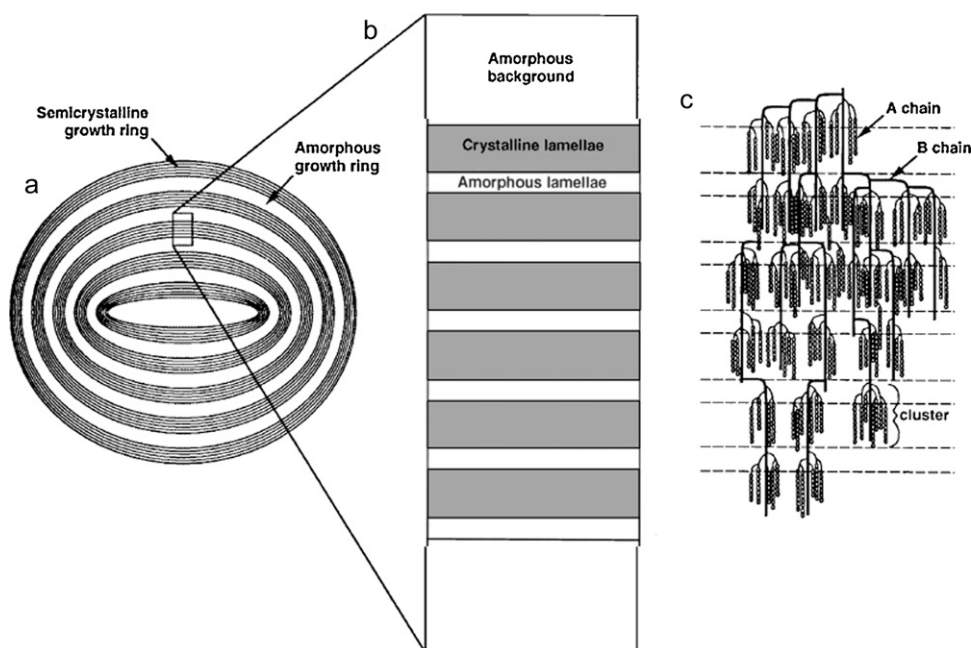 a
Semicrystalline
growth ring
Amorphous
growth ring
b
Amorphous
background
Crystalline lamellae
Amorphous lamellae
c
A chain
B chain
cluster